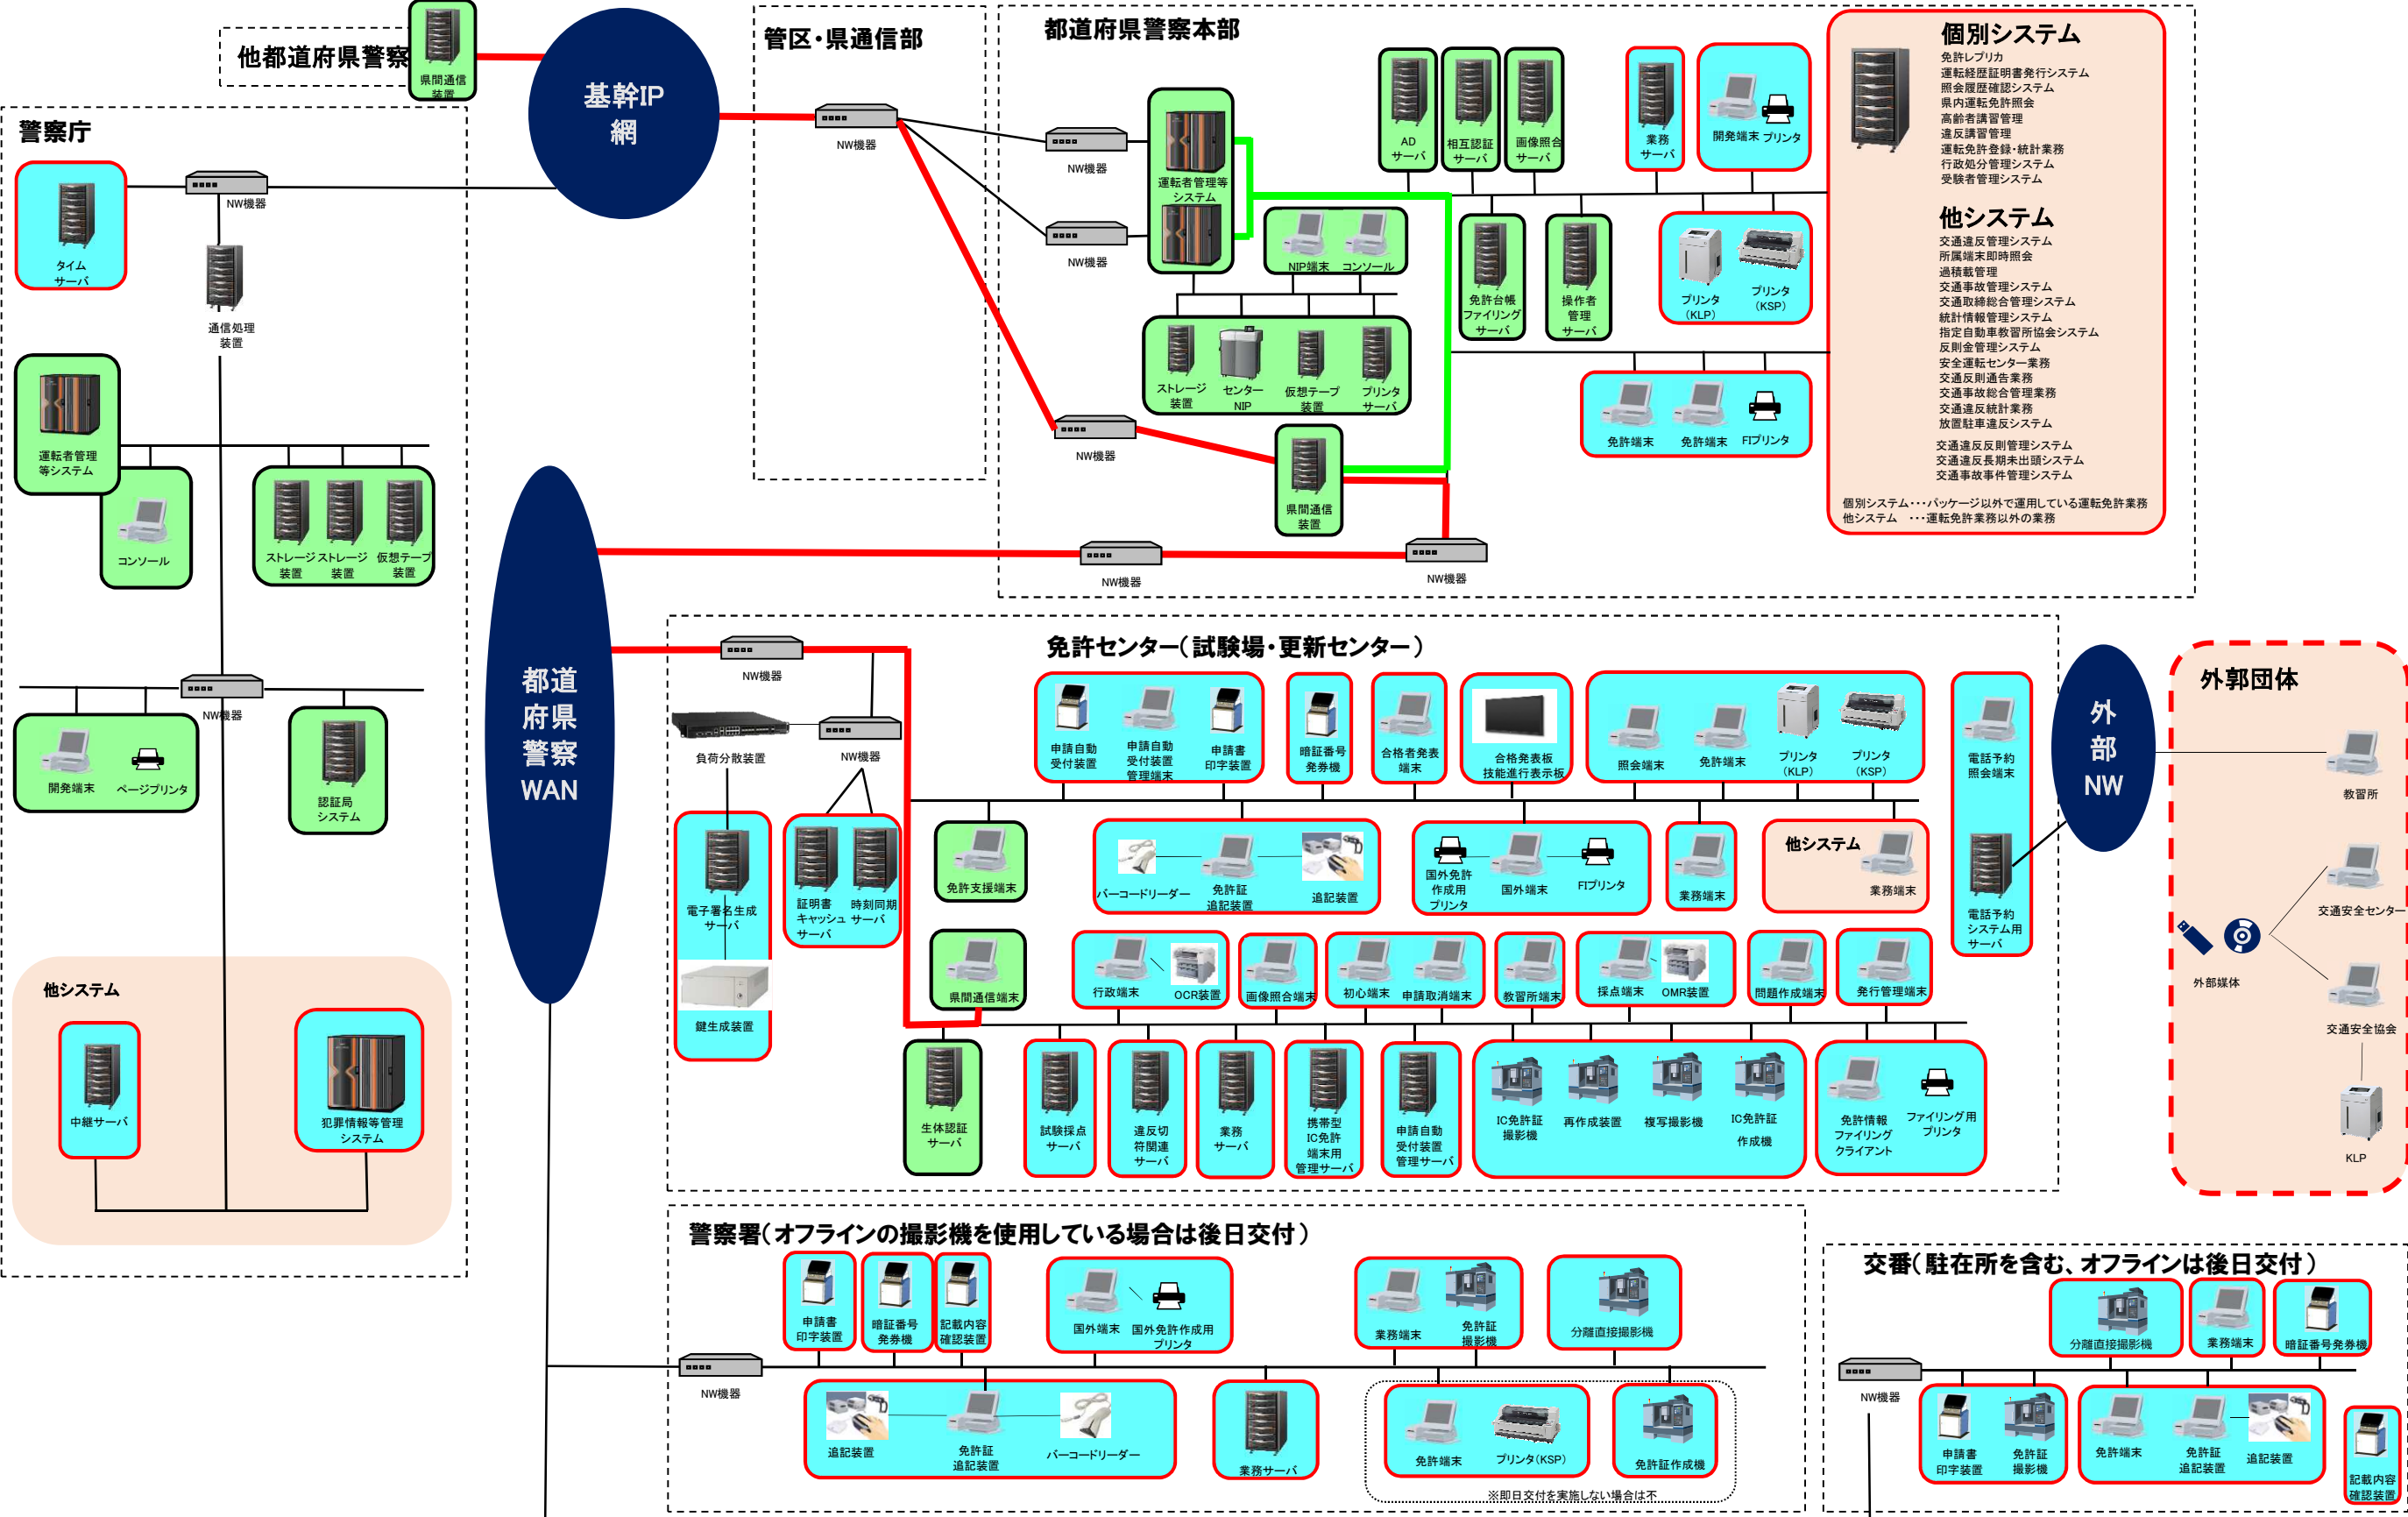 他都道府県警察
県間通信
装置
基幹IP
網
警察庁
NW機器
タイム
サーバ
通信処理
装置
運転者管理
等システム
コンソール
ストレージ
装置
ストレージ
装置
仮想テープ
装置
NW機器
開発端末
ページプリンタ
認証局
システム
他システム
中継サーバ
犯罪情報等管理
システム
都道
府県
警察
WAN
管区・県通信部
NW機器
都道府県警察本部
NW機器
NW機器
運転者管理等
システム
NIP端末
コンソール
ストレージ
装置
センター
NIP
仮想テープ
装置
プリンタ
サーバ
NW機器
県間通信
装置
NW機器
NW機器
AD
サーバ
相互認証
サーバ
画像照合
サーバ
業務
サーバ
開発端末
プリンタ
免許台帳
ファイリング
サーバ
操作者
管理
サーバ
プリンタ
(KLP)
プリンタ
(KSP)
免許端末
免許端末
FIプリンタ
個別システム
免許レプリカ
運転経歴証明書発行システム
照会履歴確認システム
県内運転免許照会
高齢者講習管理
違反講習管理
運転免許登録・統計業務
行政処分管理システム
受験者管理システム
他システム
交通違反管理システム
所属端末即時照会
過積載管理
交通事故管理システム
交通取締総合管理システム
統計情報管理システム
指定自動車教習所協会システム
反則金管理システム
安全運転センター業務
交通反則通告業務
交通事故総合管理業務
交通違反統計業務
放置駐車違反システム
交通違反反則管理システム
交通違反長期未出頭システム
交通事故事件管理システム
個別システム・・・パッケージ以外で運用している運転免許業務
他システム ・・・運転免許業務以外の業務
免許センター(試験場・更新センター)
NW機器
負荷分散装置
NW機器
電子署名生成
サーバ
鍵生成装置
証明書
キャッシュ
サーバ
時刻同期
サーバ
申請自動
受付装置
申請自動
受付装置
管理端末
申請書
印字装置
暗証番号
発券機
合格者発表
端末
合格発表板
技能進行表示板
照会端末
免許端末
プリンタ
(KLP)
プリンタ
(KSP)
電話予約
照会端末
電話予約
システム用
サーバ
免許支援端末
バーコードリーダー
免許証
追記装置
追記装置
国外免許
作成用
プリンタ
国外端末
FIプリンタ
業務端末
他システム
業務端末
県間通信端末
行政端末
OCR装置
画像照合端末
初心端末
申請取消端末
教習所端末
採点端末
OMR装置
問題作成端末
発行管理端末
生体認証
サーバ
試験採点
サーバ
違反切
符関連
サーバ
業務
サーバ
携帯型
IC免許
端末用
管理サーバ
申請自動
受付装置
管理サーバ
IC免許証
撮影機
再作成装置
複写撮影機
IC免許証
作成機
免許情報
ファイリング
クライアント
ファイリング用
プリンタ
外
部
NW
外郭団体
教習所
交通安全センター
外部媒体
交通安全協会
KLP
警察署(オフラインの撮影機を使用している場合は後日交付)
NW機器
申請書
印字装置
暗証番号
発券機
記載内容
確認装置
国外端末
国外免許作成用
プリンタ
業務端末
免許証
撮影機
分離直接撮影機
追記装置
免許証
追記装置
バーコードリーダー
業務サーバ
免許端末
プリンタ(KSP)
免許証作成機
※即日交付を実施しない場合は不
交番(駐在所を含む、オフラインは後日交付)
NW機器
分離直接撮影機
業務端末
暗証番号発券機
申請書
印字装置
免許証
撮影機
免許端末
免許証
追記装置
追記装置
記載内容
確認装置